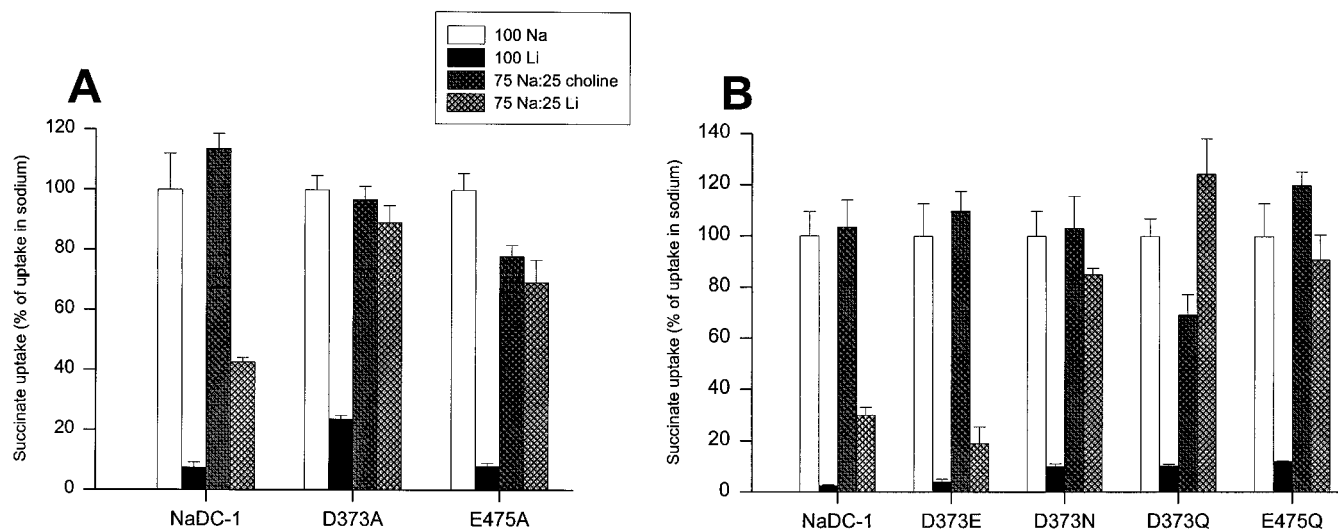 100 Na
100 Li
75 Na:25 choline
75 Na:25 Li
A
Succinate uptake (% of uptake in sodium)
120
100
80
60
40
20
0
NaDC-1 D373A E475A
B
Succinate uptake (% of uptake in sodium)
140
120
100
80
60
40
20
0
NaDC-1 D373E D373N D373Q E475Q